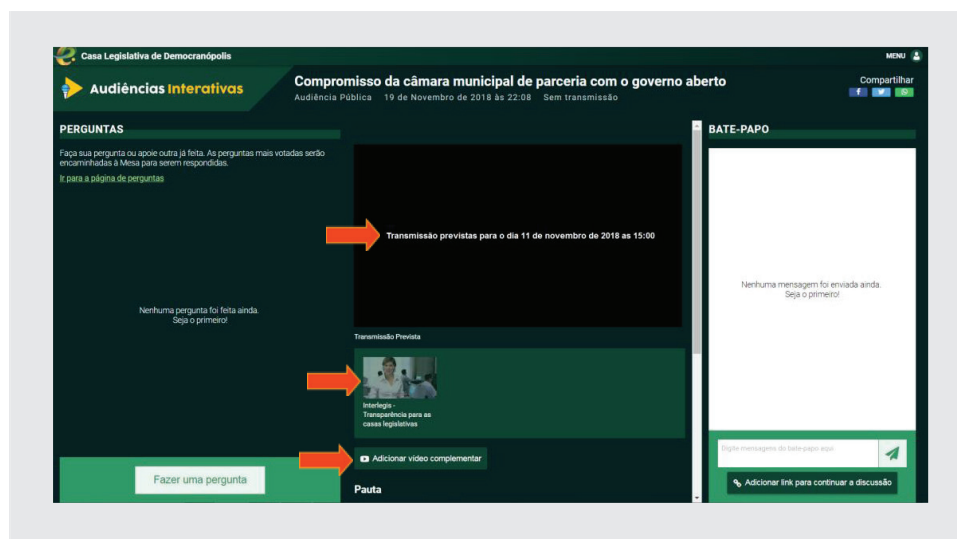 Casa Legislativa de Democranópolis
MENU
Audiências Interativas
Compromisso da câmara municipal de parceria com o governo aberto
Audiência Pública 19 de Novembro de 2018 às 22:08 Sem transmissão
Compartilhar
PERGUNTAS
Faça sua pergunta ou apoie outra já feita. As perguntas mais votadas serão
encaminhadas à Mesa para serem respondidas.
Ir para a página de perguntas
Nenhuma pergunta foi feita ainda.
Seja o primeiro!
Fazer uma pergunta
Transmissão previstas para o dia 11 de novembro de 2018 as 15:00
Transmissão Prevista
Interlegis -
Transparência para as
casas legislativas
Adicionar vídeo complementar
Pauta
BATE-PAPO
Nenhuma mensagem foi enviada ainda.
Seja o primeiro!
Digite mensagens do bate-papo aqui
Adicionar link para continuar a discussão